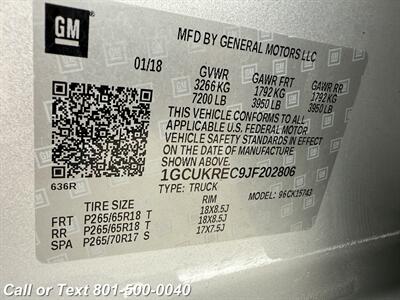 GM
MFD BY GENERAL MOTORS LLC
01/18 GVWR GAWR FRT GAWR RR
3266 KG 1792 KG 1792 KG
7200 LB 3950 LB 3950 LB
THIS VEHICLE CONFORMS TO ALL
APPLICABLE U.S. FEDERAL MOTOR
VEHICLE SAFETY STANDARDS IN EFFECT
ON THE DATE OF MANUFACTURE
SHOWN ABOVE.
636R 1GCUKREC9JF202806
TYPE: TRUCK MODEL: 96CK15743
TIRE SIZE RIM
FRT P265/65R18 T 18X8.5J
RR P265/65R18 T 18X8.5J
SPA P265/70R17 S 17X7.5J
Call or Text 801-500-0040